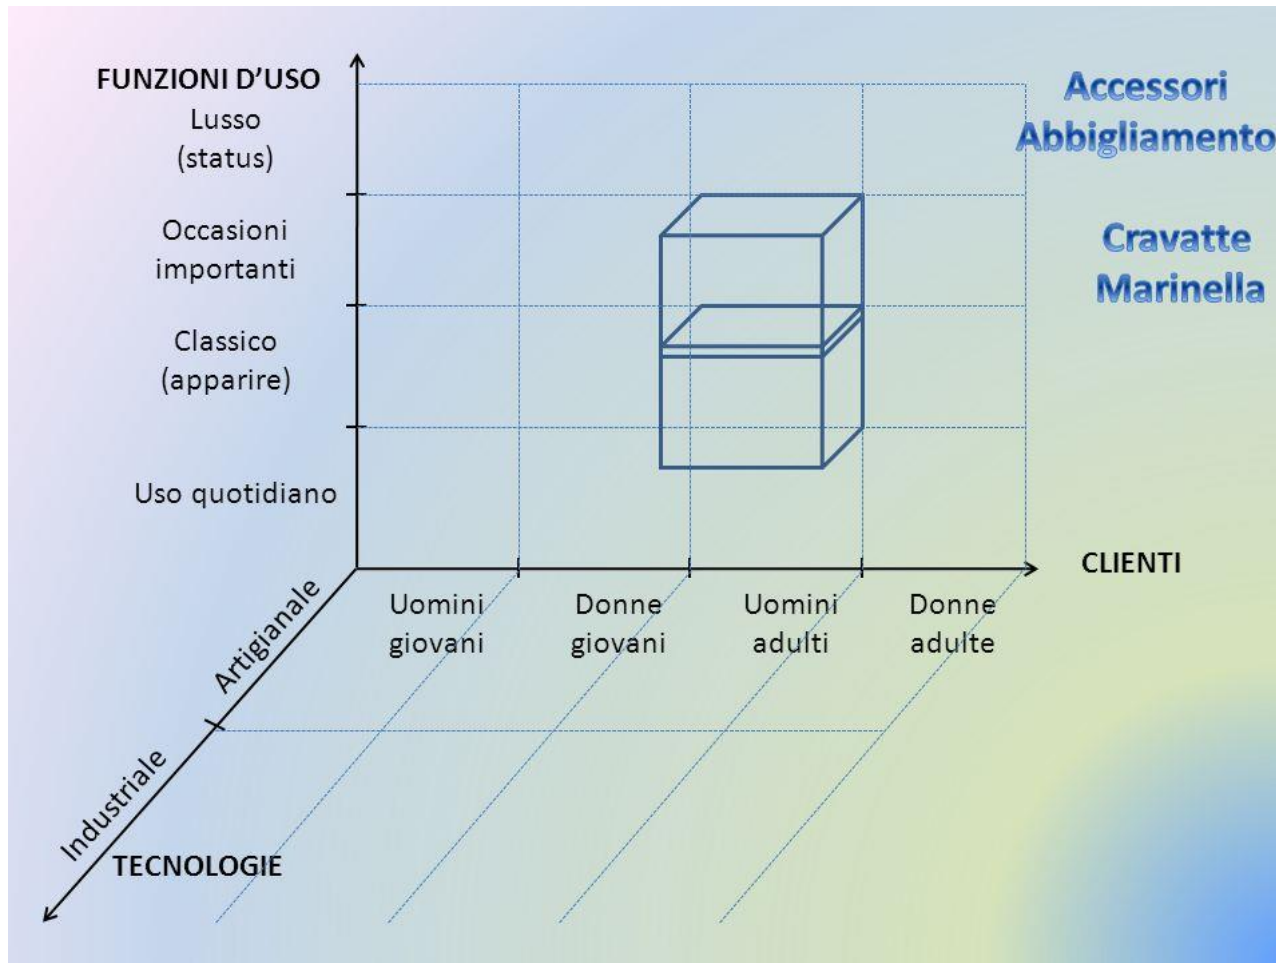 FUNZIONI D'USO
Lusso
(status)
Occasioni
importanti
Classico
(apparire)
Uso quotidiano
Accessori
Abbigliamento
Cravatte
Marinella
CLIENTI
Uomini
giovani
Donne
giovani
Uomini
adulti
Donne
adulte
Artigianale
Industriale
TECNOLOGIE